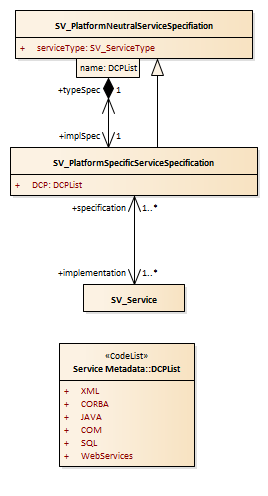 SV_PlatformNeutralServiceSpecifiation
+ serviceType: SV_ServiceType
name: DCPList
+typeSpec 1
+implSpec 1
SV_PlatformSpecificServiceSpecification
+ DCP: DCPList
+specification 1..*
+implementation 1..*
SV_Service
«CodeList»
Service Metadata::DCPList
+ XML
+ CORBA
+ JAVA
+ COM
+ SQL
+ WebServices